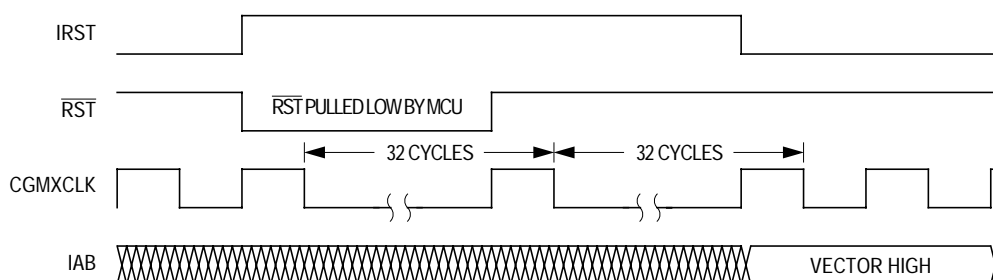 IRST
RST
RST PULLED LOW BY MCU
32 CYCLES
32 CYCLES
CGMXCLK
IAB
VECTOR HIGH